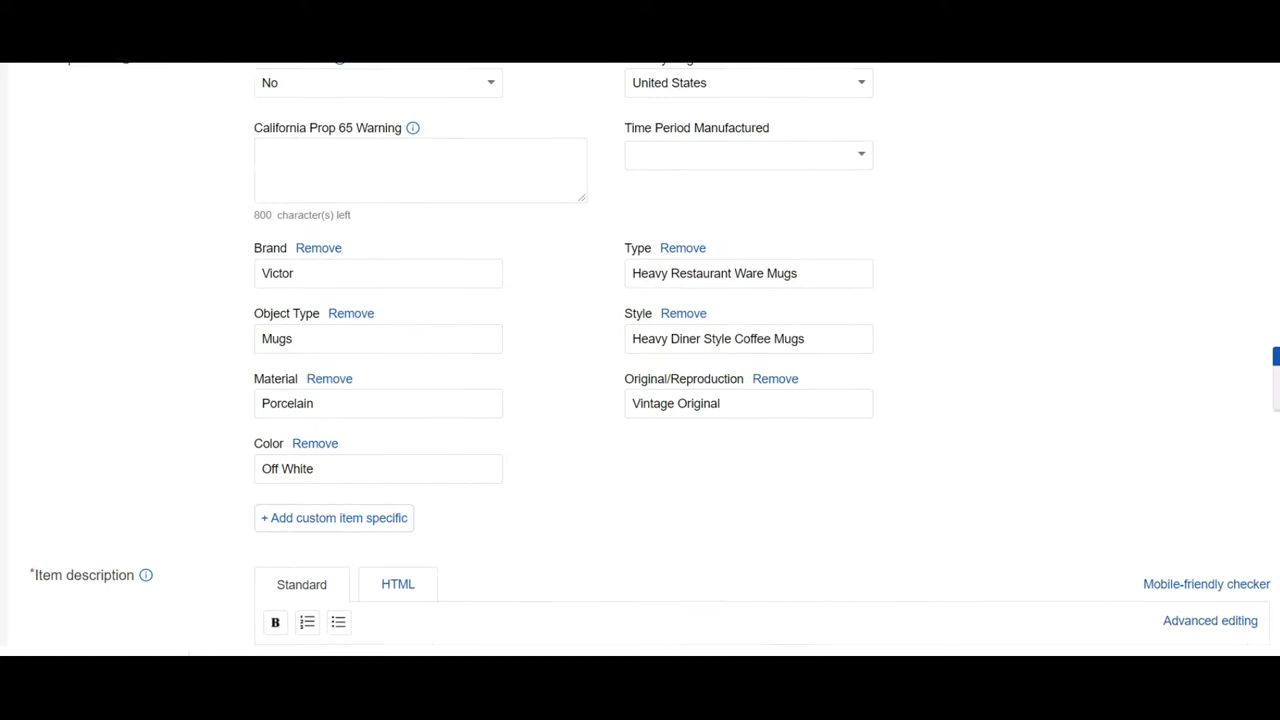 No
United States
California Prop 65 Warning
Time Period Manufactured
800 character(s) left
Brand Remove
Type Remove
Victor
Heavy Restaurant Ware Mugs
Object Type Remove
Style Remove
Mugs
Heavy Diner Style Coffee Mugs
Material Remove
Original/Reproduction Remove
Porcelain
Vintage Original
Color Remove
Off White
+ Add custom item specific
*Item description
Standard
HTML
Mobile-friendly checker
B
Advanced editing